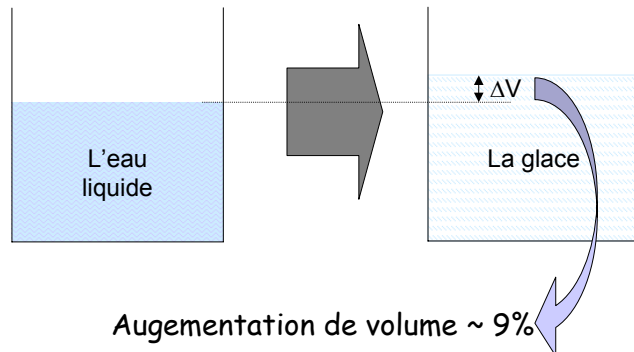 L'eau
liquide
ΔV
La glace
Augementation de volume ~ 9%